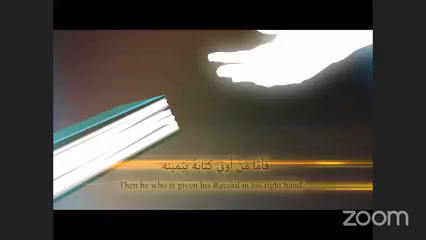 فَأَمَّا مَنْ أُوتِيَ كِتَابَهُ بِيَمِينِهِ
Then he who is given his Record in his right hand,
zoom